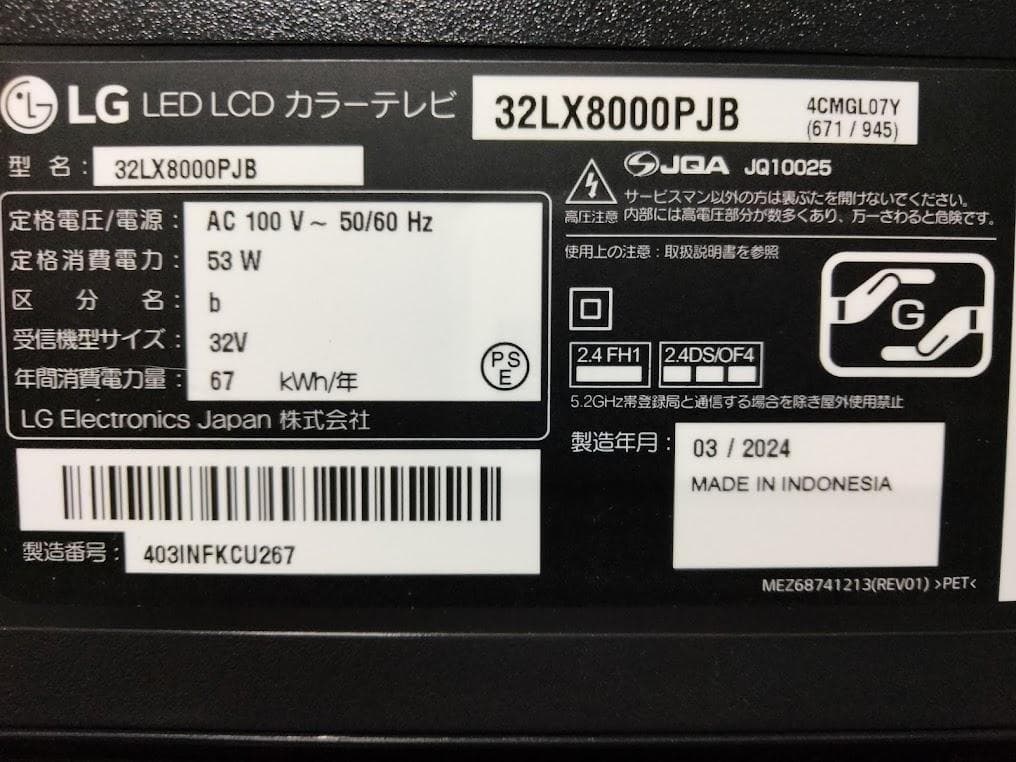 LG LED LCD カラーテレビ
32LX8000PJB
4CMGL07Y
(671 / 945)
型 名 : 32LX8000PJB
定格電圧/電源 : AC 100 V ~ 50/60 Hz
定格消費電力 : 53 W
区 分 名 : b
受信機型サイズ : 32V
年間消費電力量 : 67 kWh/年
PS
E
LG Electronics Japan 株式会社
製造番号 : 403INFKCU267
JQA JQ10025
サービスマン以外の方は裏ぶたを開けないでください。
高圧注意 内部には高電圧部分が数多くあり、万一さわると危険です。
使用上の注意 : 取扱説明書を参照
G
2.4 FH1 2.4DS/OF4
5.2GHz帯登録局と通信する場合を除き屋外使用禁止
製造年月 : 03 / 2024
MADE IN INDONESIA
MEZ68741213(REV01) >PET<